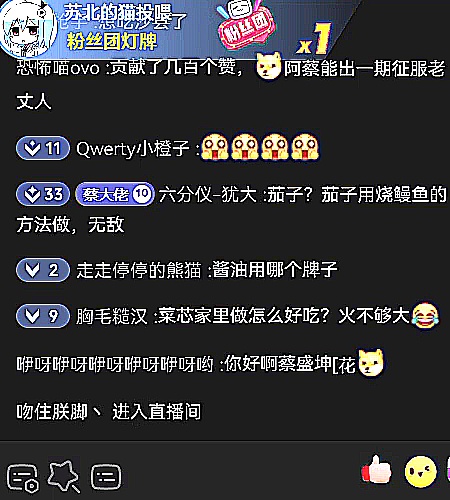 苏北的猫投喂
粉丝团灯牌
粉丝团
x1
恐怖喵ovo :贡献了几百个赞，阿蔡能出一期征服老
丈人
11 Qwerty小橙子 :
33 蔡大佬 10 六分仪-犹大 :茄子？茄子用烧鳗鱼的
方法做，无敌
2 走走停停的熊猫 :酱油用哪个牌子
9 胸毛糙汉 :菜芯家里做怎么好吃？火不够大
咿呀咿呀咿呀咿呀咿呀哟 :你好啊蔡盛坤[花
吻住朕脚丶 进入直播间